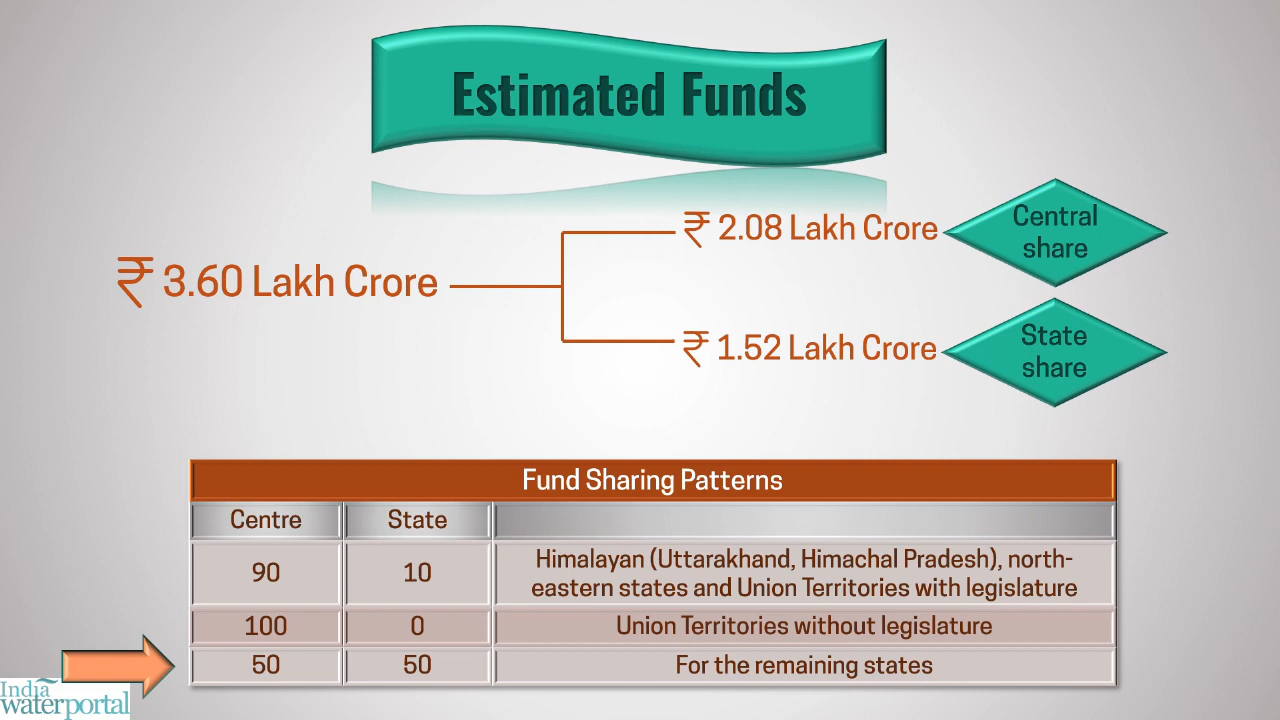 Estimated Funds
₹ 2.08 Lakh Crore
Central
share
₹ 3.60 Lakh Crore
₹ 1.52 Lakh Crore
State
share
Fund Sharing Patterns
Centre State
90 10 Himalayan (Uttarakhand, Himachal Pradesh), north-
eastern states and Union Territories with legislature
100 0 Union Territories without legislature
50 50 For the remaining states
India
waterportal